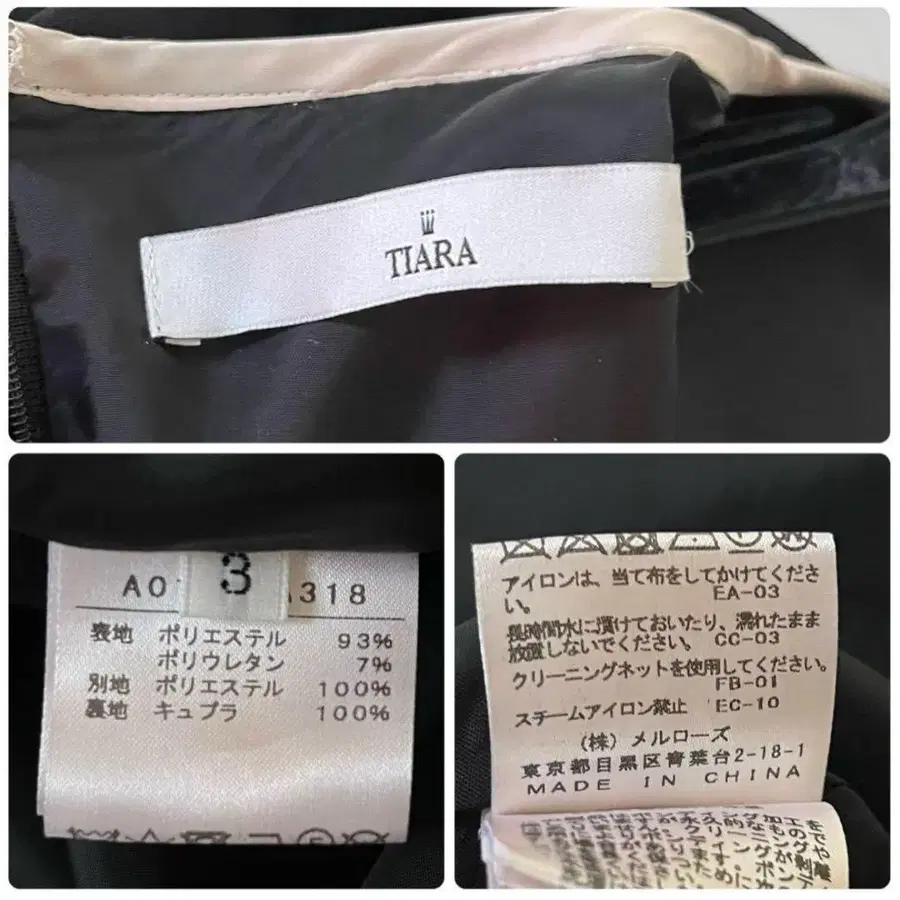 TIARA
3
A0 A318
表地 ポリエステル 93%
ポリウレタン 7%
別地 ポリエステル 100%
裏地 キュプラ 100%
アイロンは、当て布をしてかけてくださ
い。 EA-03
長時間水に漬けておいたり、濡れたまま
放置しないでください。 CC-03
クリーニングネットを使用してください。
FB-01
スチームアイロン禁止 EC-10
(株) メルローズ
東京都目黒区青葉台2-18-1
MADE IN CHINA